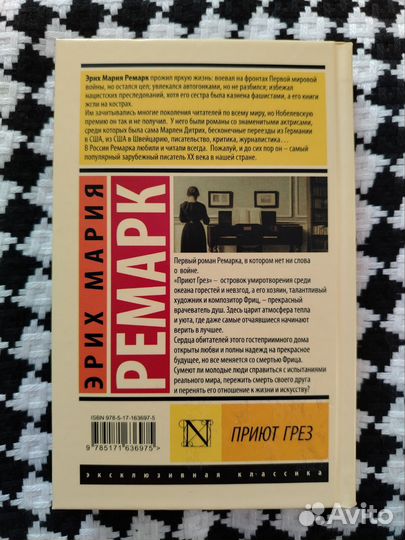 Эрих Мария Ремарк прожил яркую жизнь: воевал на фронтах Первой мировой
войны, но остался цел; увлекался автогонками, но не разбился; избежал
нацистских преследований, хотя его сестра была казнена фашистами, а его книги
жгли на кострах.
Им зачитывались многие поколения читателей по всему миру, но Нобелевскую
премию он так и не получил. У него были романы со знаменитыми актрисами,
среди которых была сама Марлен Дитрих, бесконечные переезды из Германии
в США, из США в Швейцарию, писательство, критика, журналистика…
В России Ремарка любили и читали всегда. Пожалуй, и до сих пор он – самый
популярный зарубежный писатель XX века в нашей стране.
ЭРИХ МАРИЯ
РЕМАРК
Первый роман Ремарка, в котором нет ни слова
о войне.
«Приют Грез» – островок умиротворения среди
океана горестей и невзгод, а его хозяин, талантливый
художник и композитор Фриц, – прекрасный
врачеватель душ. Здесь царит атмосфера тепла
и уюта, где даже самые отчаявшиеся начинают
верить в лучшее.
Сердца обитателей этого гостеприимного дома
открыты любви и полны надежд на прекрасное
будущее, но все меняется со смертью Фрица.
Сумеют ли молодые люди справиться с испытаниями
реального мира, пережить смерть своего друга
и перенять его отношение к жизни и искусству?
ISBN 978-5-17-163697-5
9 785171 636975 >
N
ПРИЮТ ГРЕЗ
эксклюзивная классика
Avito